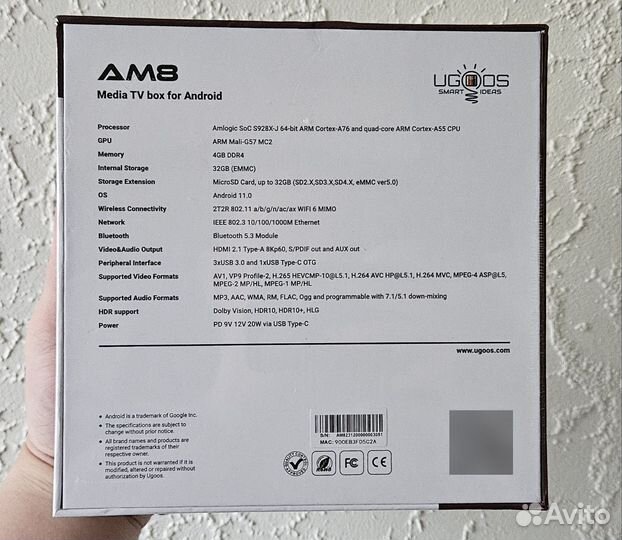 AM8
UGOOS
SMART IDEAS
Media TV box for Android
Processor Amlogic SoC S928X-J 64-bit ARM Cortex-A76 and quad-core ARM Cortex-A55 CPU
GPU ARM Mali-G57 MC2
Memory 4GB DDR4
Internal Storage 32GB (EMMC)
Storage Extension MicroSD Card, up to 32GB (SD2.X,SD3.X,SD4.X, eMMC ver5.0)
OS Android 11.0
Wireless Connectivity 2T2R 802.11 a/b/g/n/ac/ax WIFI 6 MIMO
Network IEEE 802.3 10/100/1000M Ethernet
Bluetooth Bluetooth 5.3 Module
Video&Audio Output HDMI 2.1 Type-A 8Kp60, S/PDIF out and AUX out
Peripheral Interface 3xUSB 3.0 and 1xUSB Type-C OTG
Supported Video Formats AV1, VP9 Profile-2, H.265 HEVCMP-10@L5.1, H.264 AVC HP@L5.1, H.264 MVC, MPEG-4 ASP@L5,
MPEG-2 MP/HL, MPEG-1 MP/HL
Supported Audio Formats MP3, AAC, WMA, RM, FLAC, Ogg and programmable with 7.1/5.1 down-mixing
HDR support Dolby Vision, HDR10, HDR10+, HLG
Power PD 9V 12V 20W via USB Type-C
www.ugoos.com
• Android is a trademark of Google Inc.
• The specifications are subject to
change without prior notice.
• All brand names and products are
registered trademarks of their
respective owner.
• This product is not warranted if it is
modified, altered or repaired without
authorization by Ugoos.
S/N: AM8231200000003051
MAC: 900EB3FD5C2A
FC
CE
Avito